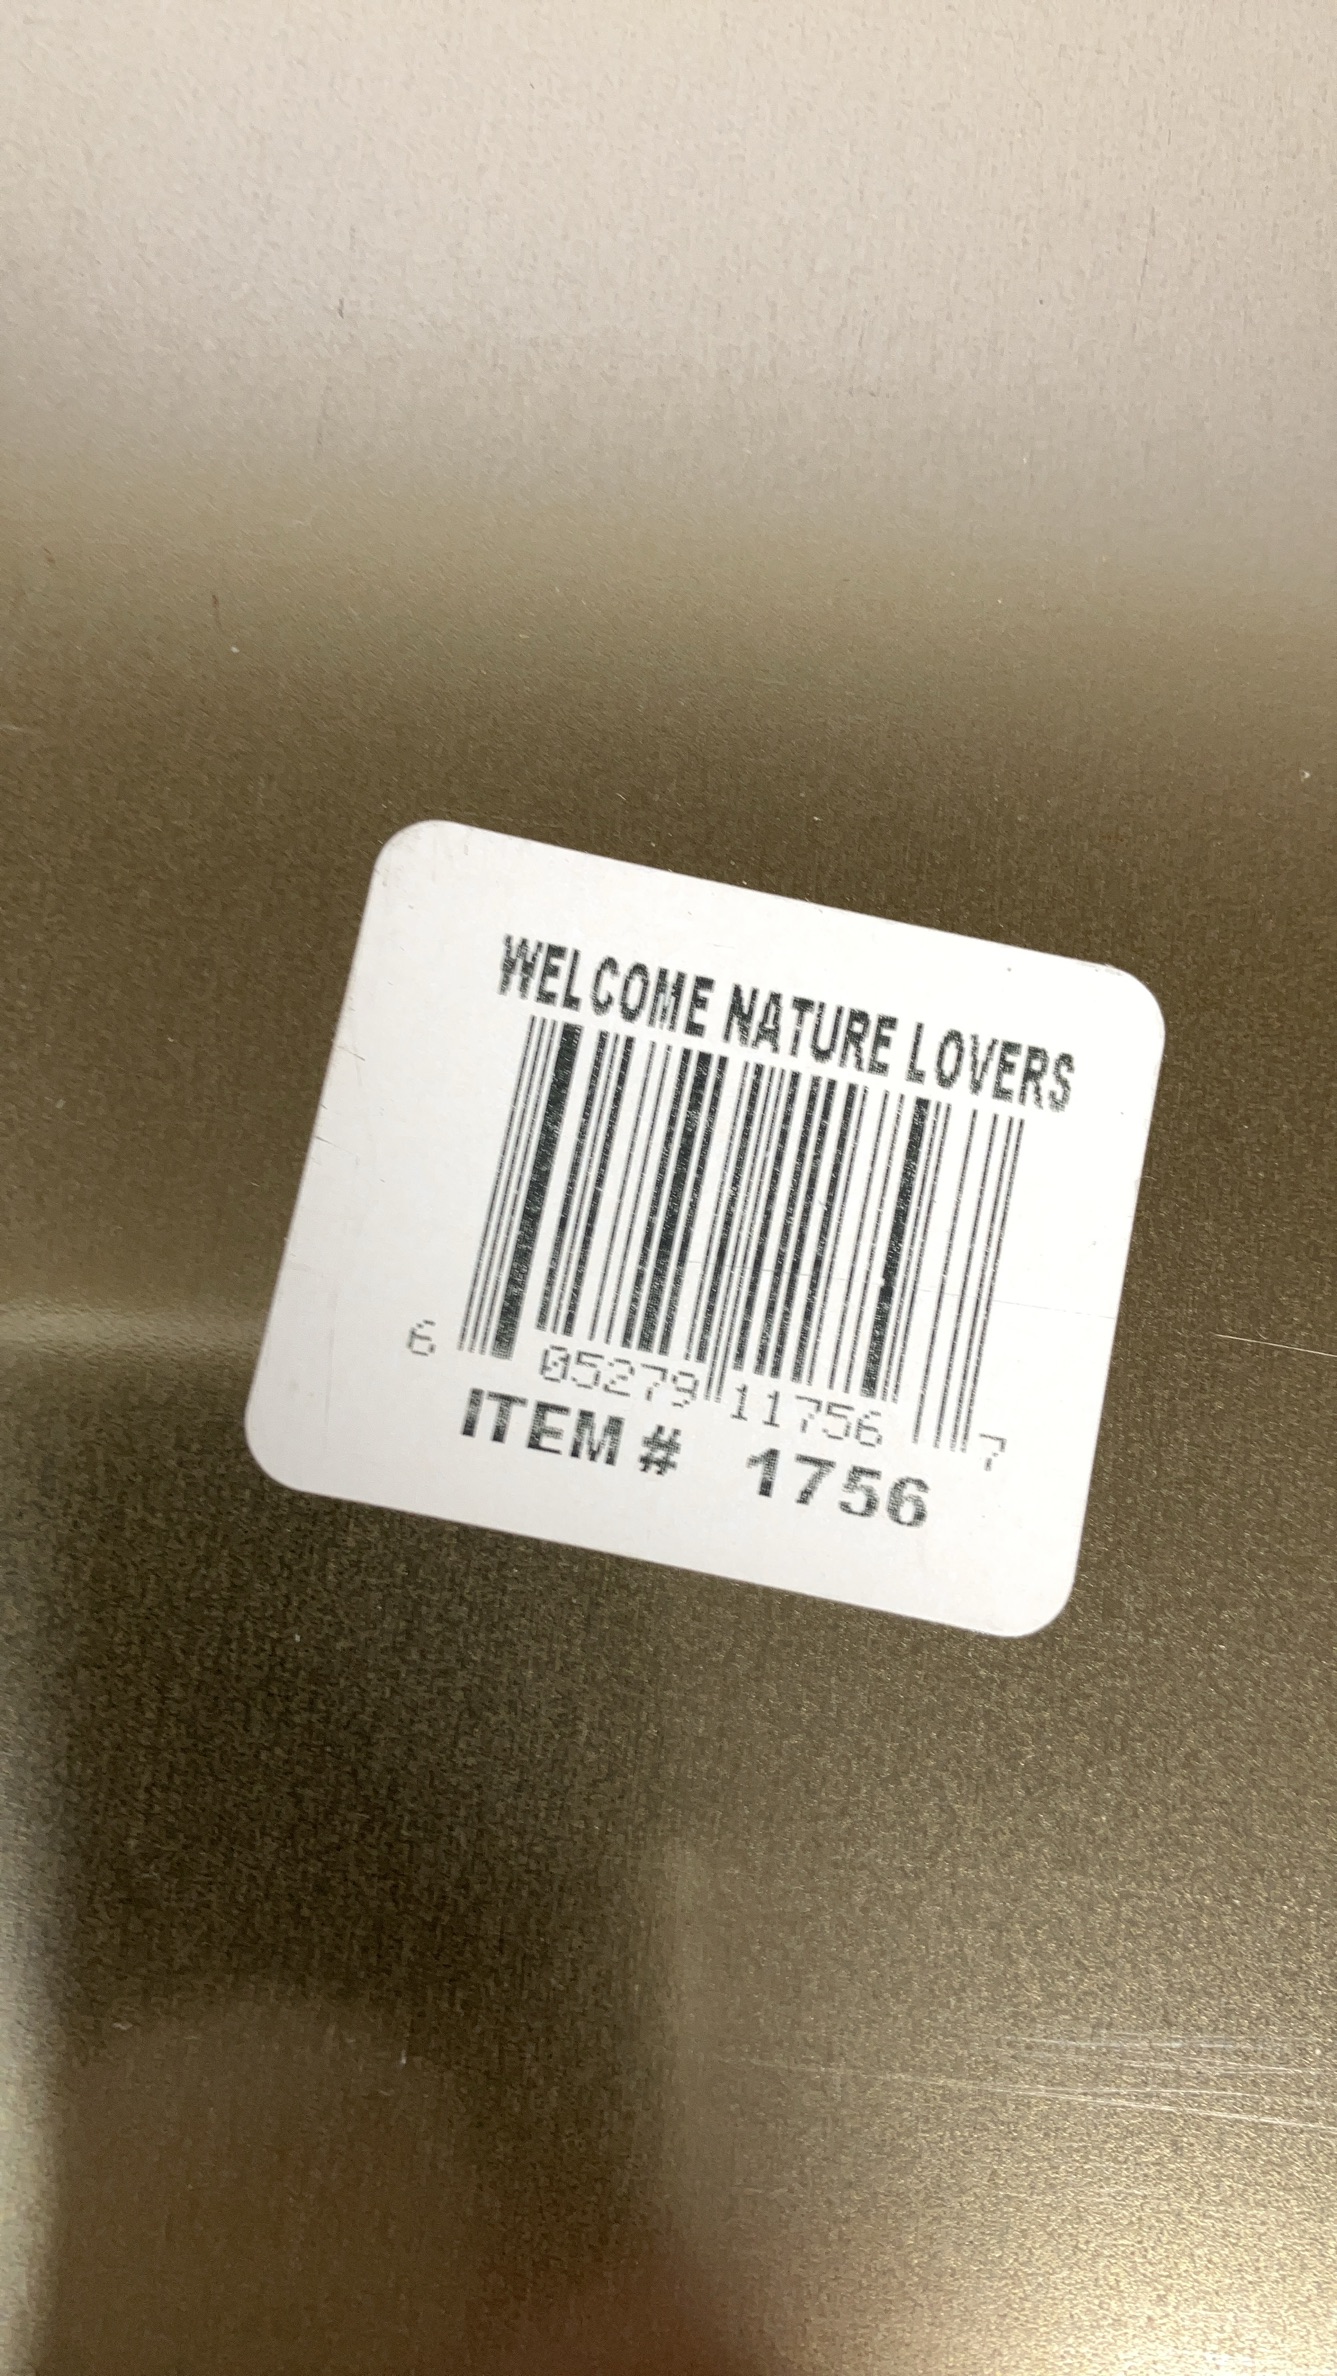 WELCOME NATURE LOVERS
6 05279 11756 7
ITEM # 1756